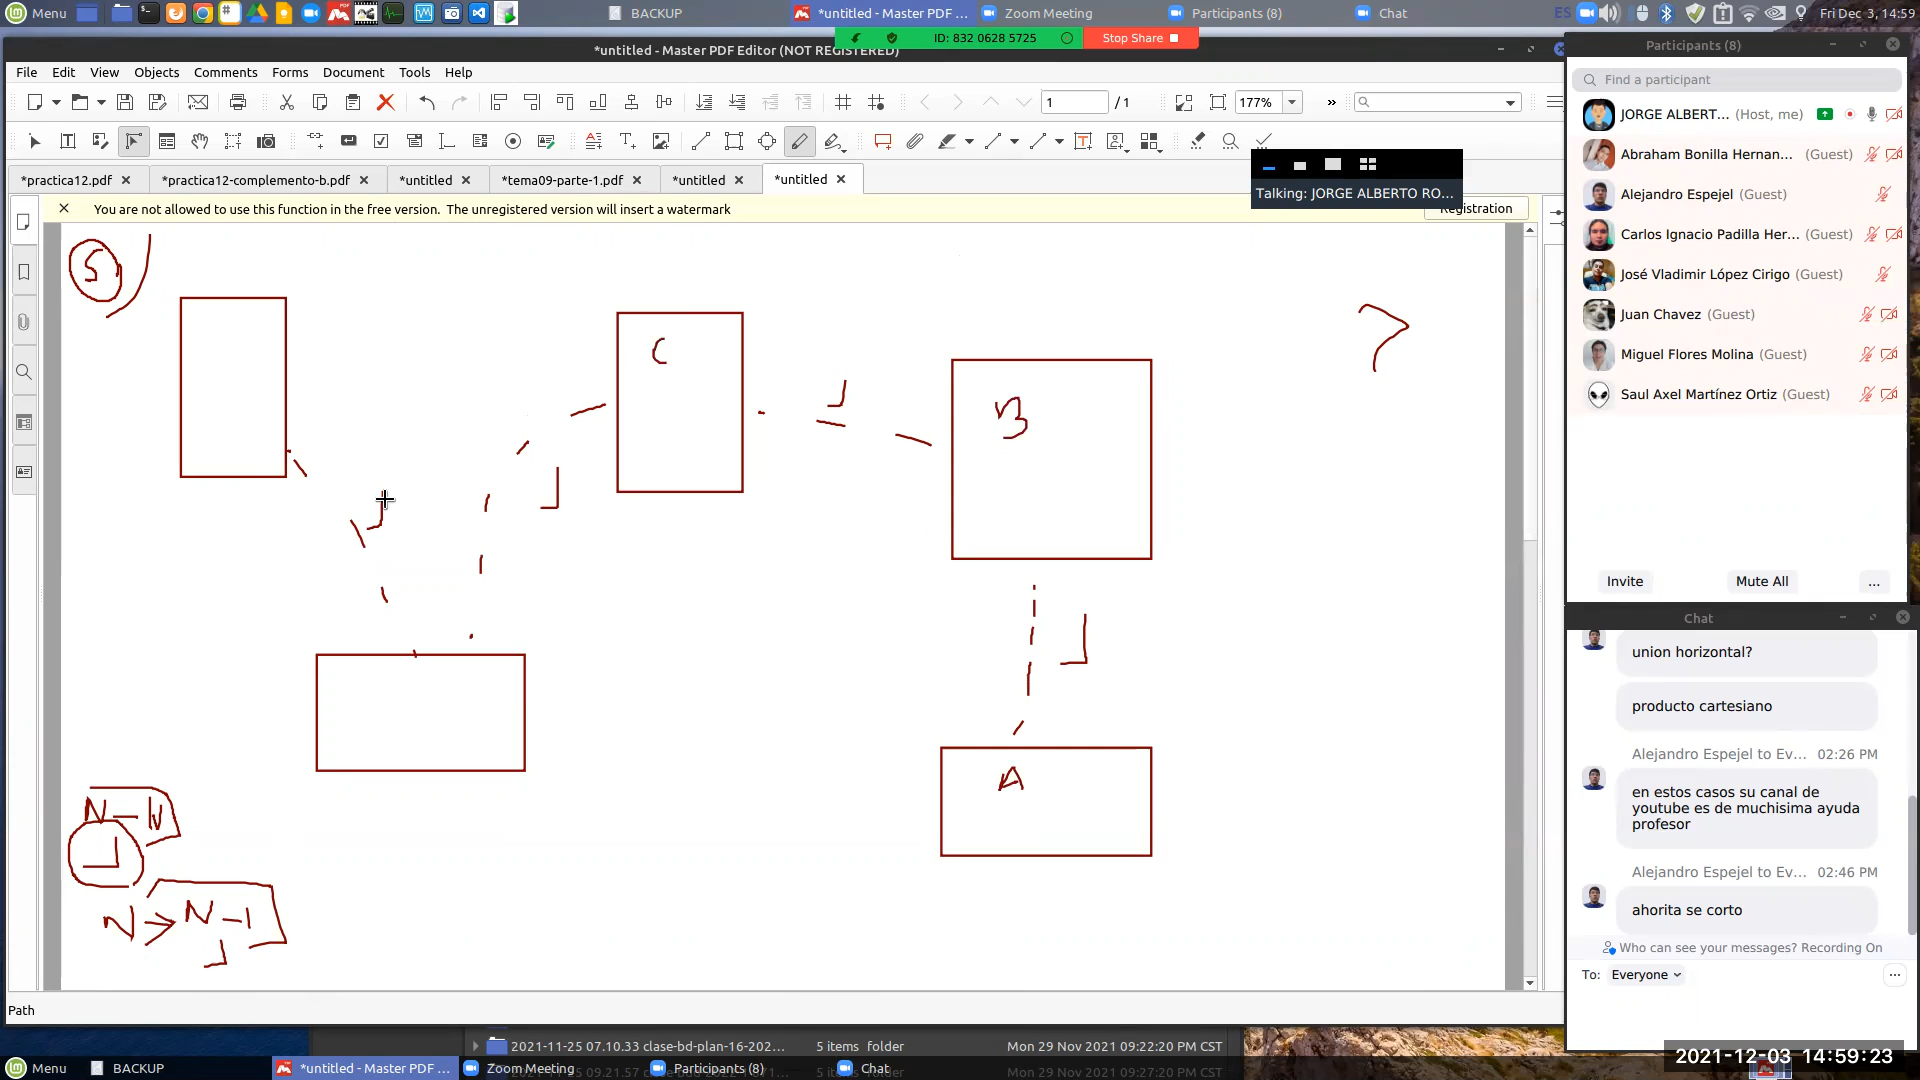 Menu
BACKUP
*untitled - Master PDF ...
Zoom Meeting
Participants (8)
Chat
ES
Fri Dec 3, 14:59
*untitled - Master PDF Editor (NOT REGISTERED)
ID: 832 0628 5725
Stop Share
File Edit View Objects Comments Forms Document Tools Help
1 / 1
177%
*practica12.pdf
*practica12-complemento-b.pdf
*untitled
*tema09-parte-1.pdf
*untitled
*untitled
You are not allowed to use this function in the free version. The unregistered version will insert a watermark
Registration
Talking: JORGE ALBERTO RO...
5
C
B
A
J
J
J
J
N-1
J
N → N-1
J
Path
2021-11-25 07.10.33 clase-bd-plan-16-202... 5 items folder Mon 29 Nov 2021 09:22:20 PM CST
Participants (8)
Find a participant
JORGE ALBERT... (Host, me)
Abraham Bonilla Hernan... (Guest)
Alejandro Espejel (Guest)
Carlos Ignacio Padilla Her... (Guest)
José Vladimir López Cirigo (Guest)
Juan Chavez (Guest)
Miguel Flores Molina (Guest)
Saul Axel Martínez Ortiz (Guest)
Invite
Mute All
...
Chat
union horizontal?
producto cartesiano
Alejandro Espejel to Ev... 02:26 PM
en estos casos su canal de
youtube es de muchisima ayuda
profesor
Alejandro Espejel to Ev... 02:46 PM
ahorita se corto
Who can see your messages? Recording On
To: Everyone
Menu
BACKUP
*untitled - Master PDF ...
Zoom Meeting
Participants (8)
Chat
2021-12-03 14:59:23